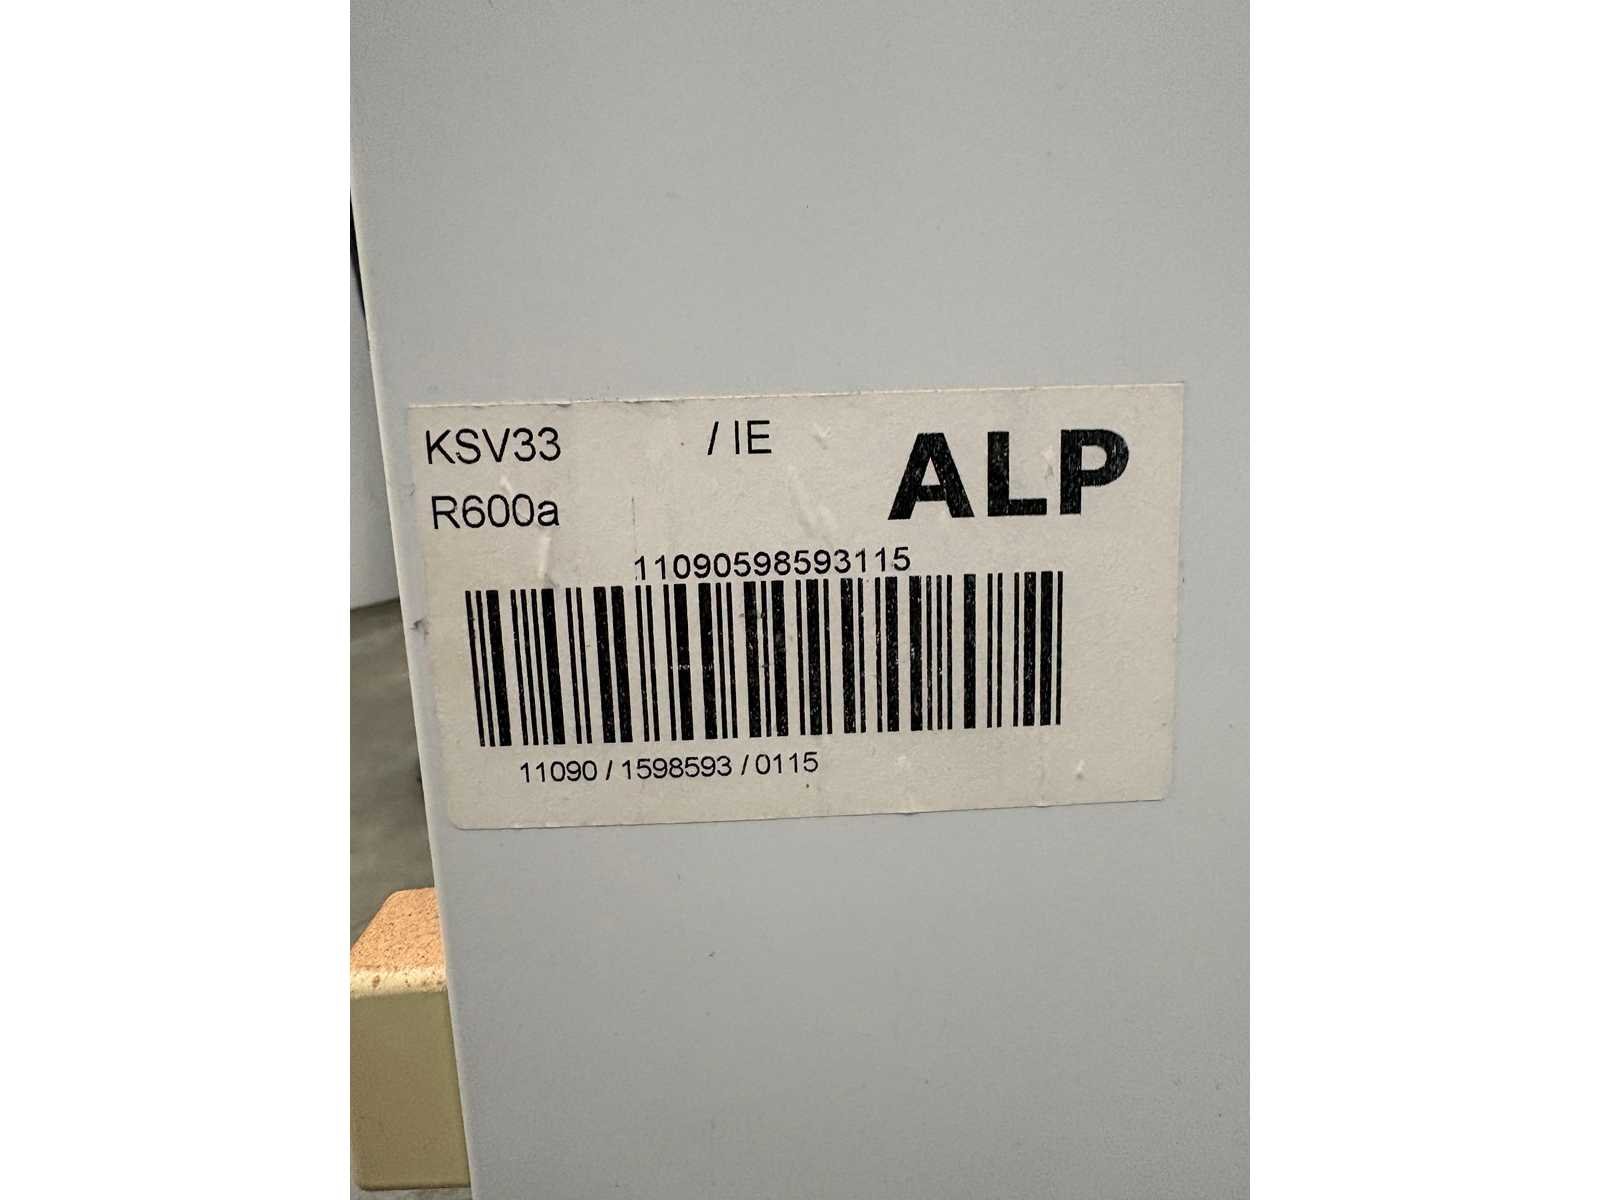 KSV33 / IE
ALP
R600a
11090598593115
11090 / 1598593 / 0115